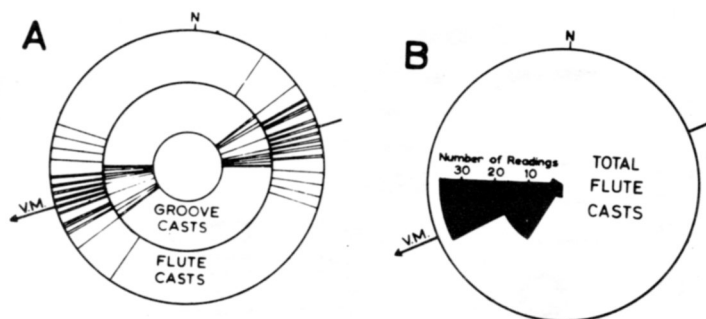 A
N
V.M.
GROOVE
CASTS
FLUTE
CASTS
B
N
Number of Readings
30 20 10
TOTAL
FLUTE
CASTS
V.M.